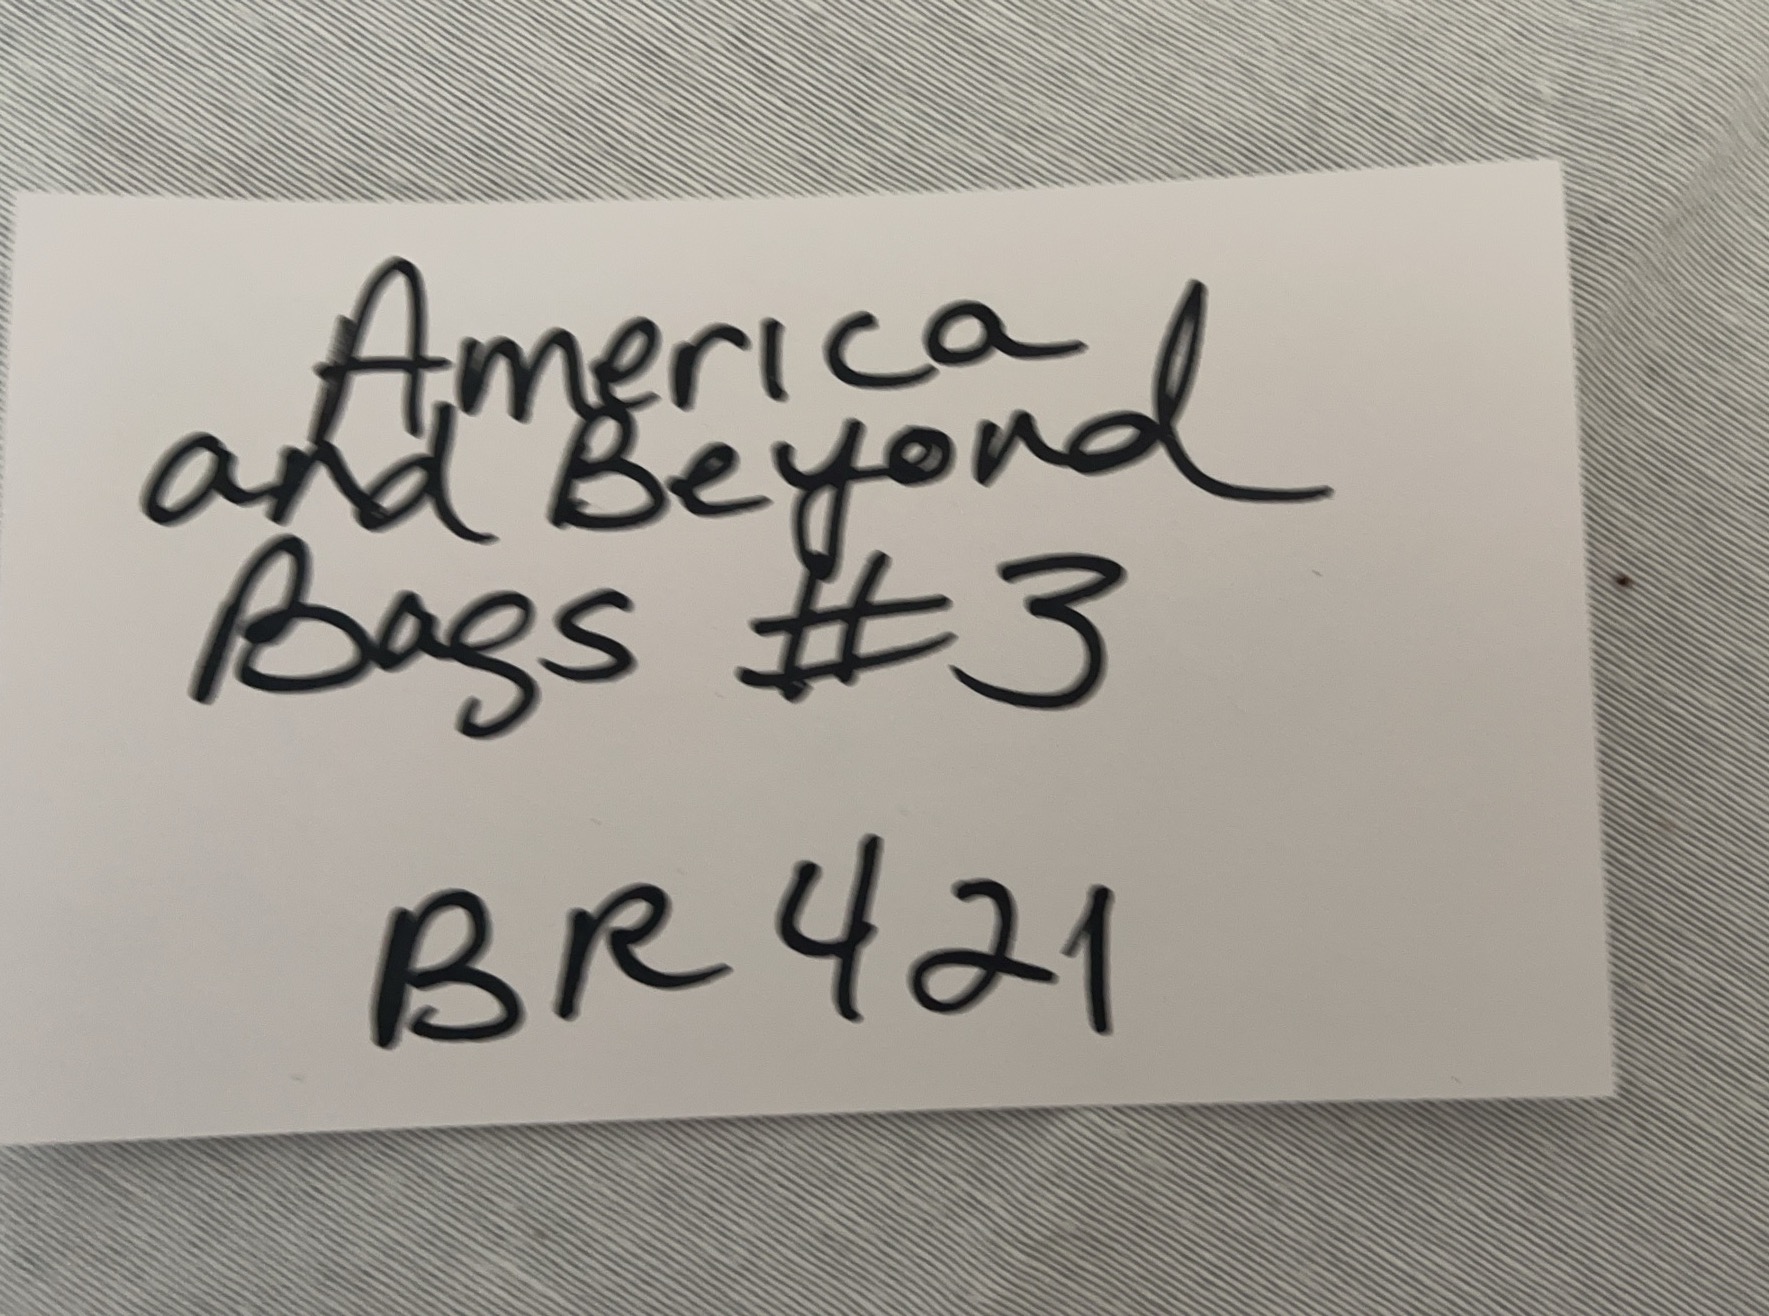 America
and Beyond
Bags #3
BR421